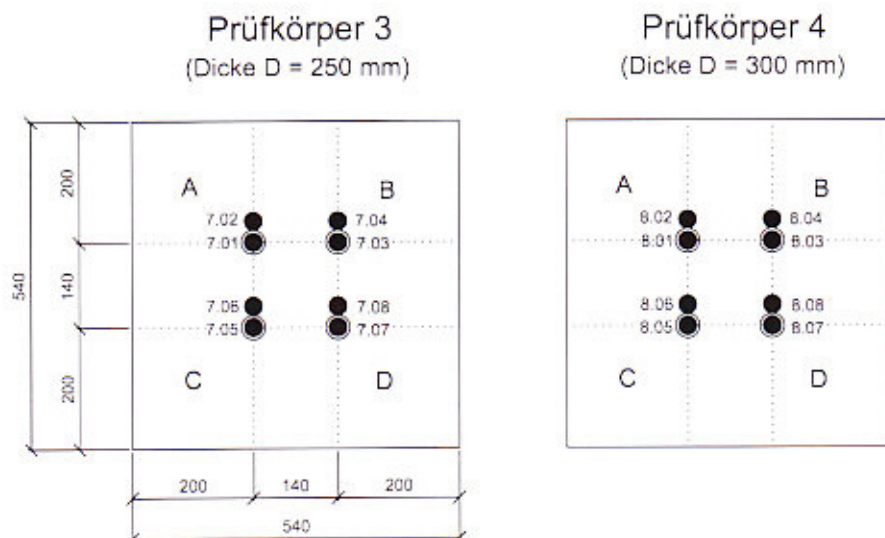 Prüfkörper 3
(Dicke D = 250 mm)
Prüfkörper 4
(Dicke D = 300 mm)
A
B
7.02
7.04
7.01
7.03
7.06
7.08
7.05
7.07
C
D
200
140
200
540
200
140
200
540
A
B
8.02
8.04
8.01
8.03
8.06
8.08
8.05
8.07
C
D